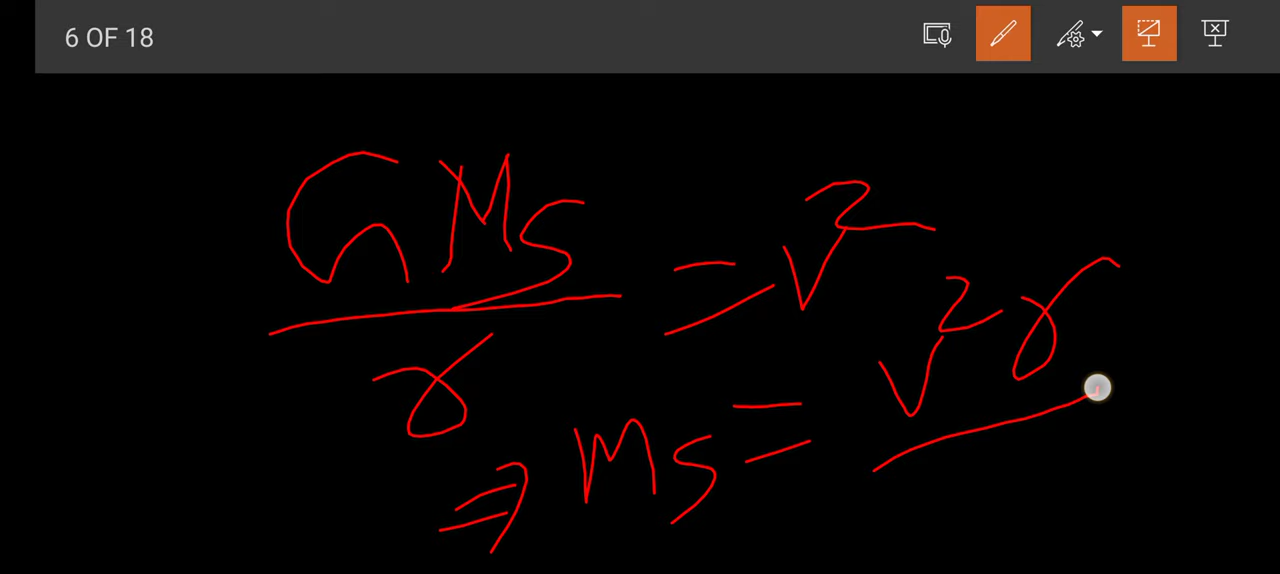 6 OF 18
GMs/r = v²
⇒ Ms = v²r